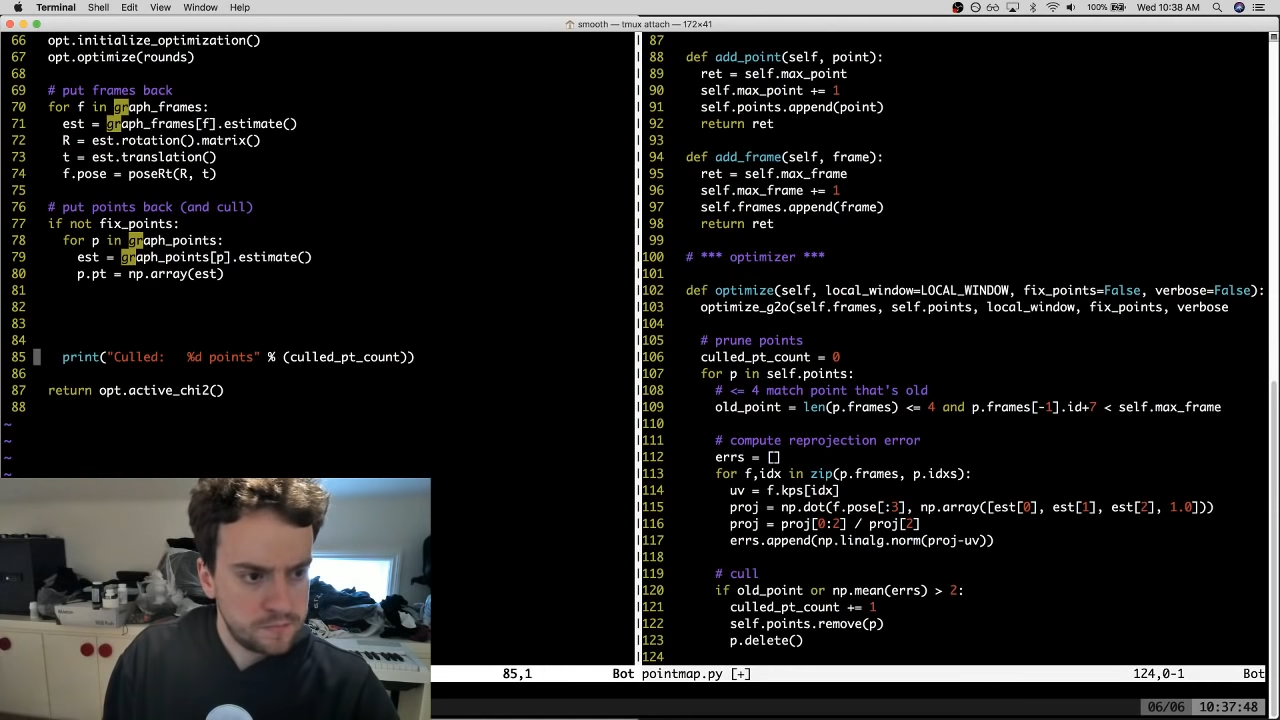 Terminal Shell Edit View Window Help 100% Wed 10:38 AM
smooth — tmux attach — 172×41
66 opt.initialize_optimization()
67 opt.optimize(rounds)
68
69 # put frames back
70 for f in graph_frames:
71 est = graph_frames[f].estimate()
72 R = est.rotation().matrix()
73 t = est.translation()
74 f.pose = poseRt(R, t)
75
76 # put points back (and cull)
77 if not fix_points:
78 for p in graph_points:
79 est = graph_points[p].estimate()
80 p.pt = np.array(est)
81
82
83
84
85 print("Culled:   %d points" % (culled_pt_count))
86
87 return opt.active_chi2()
88
~
~
~
~
85,1 Bot
87
88 def add_point(self, point):
89 ret = self.max_point
90 self.max_point += 1
91 self.points.append(point)
92 return ret
93
94 def add_frame(self, frame):
95 ret = self.max_frame
96 self.max_frame += 1
97 self.frames.append(frame)
98 return ret
99
100 # *** optimizer ***
101
102 def optimize(self, local_window=LOCAL_WINDOW, fix_points=False, verbose=False):
103 optimize_g2o(self.frames, self.points, local_window, fix_points, verbose
104
105 # prune points
106 culled_pt_count = 0
107 for p in self.points:
108 # <= 4 match point that's old
109 old_point = len(p.frames) <= 4 and p.frames[-1].id+7 < self.max_frame
110
111 # compute reprojection error
112 errs = []
113 for f,idx in zip(p.frames, p.idxs):
114 uv = f.kps[idx]
115 proj = np.dot(f.pose[:3], np.array([est[0], est[1], est[2], 1.0]))
116 proj = proj[0:2] / proj[2]
117 errs.append(np.linalg.norm(proj-uv))
118
119 # cull
120 if old_point or np.mean(errs) > 2:
121 culled_pt_count += 1
122 self.points.remove(p)
123 p.delete()
124
pointmap.py [+] 124,0-1 Bot
06/06 10:37:48